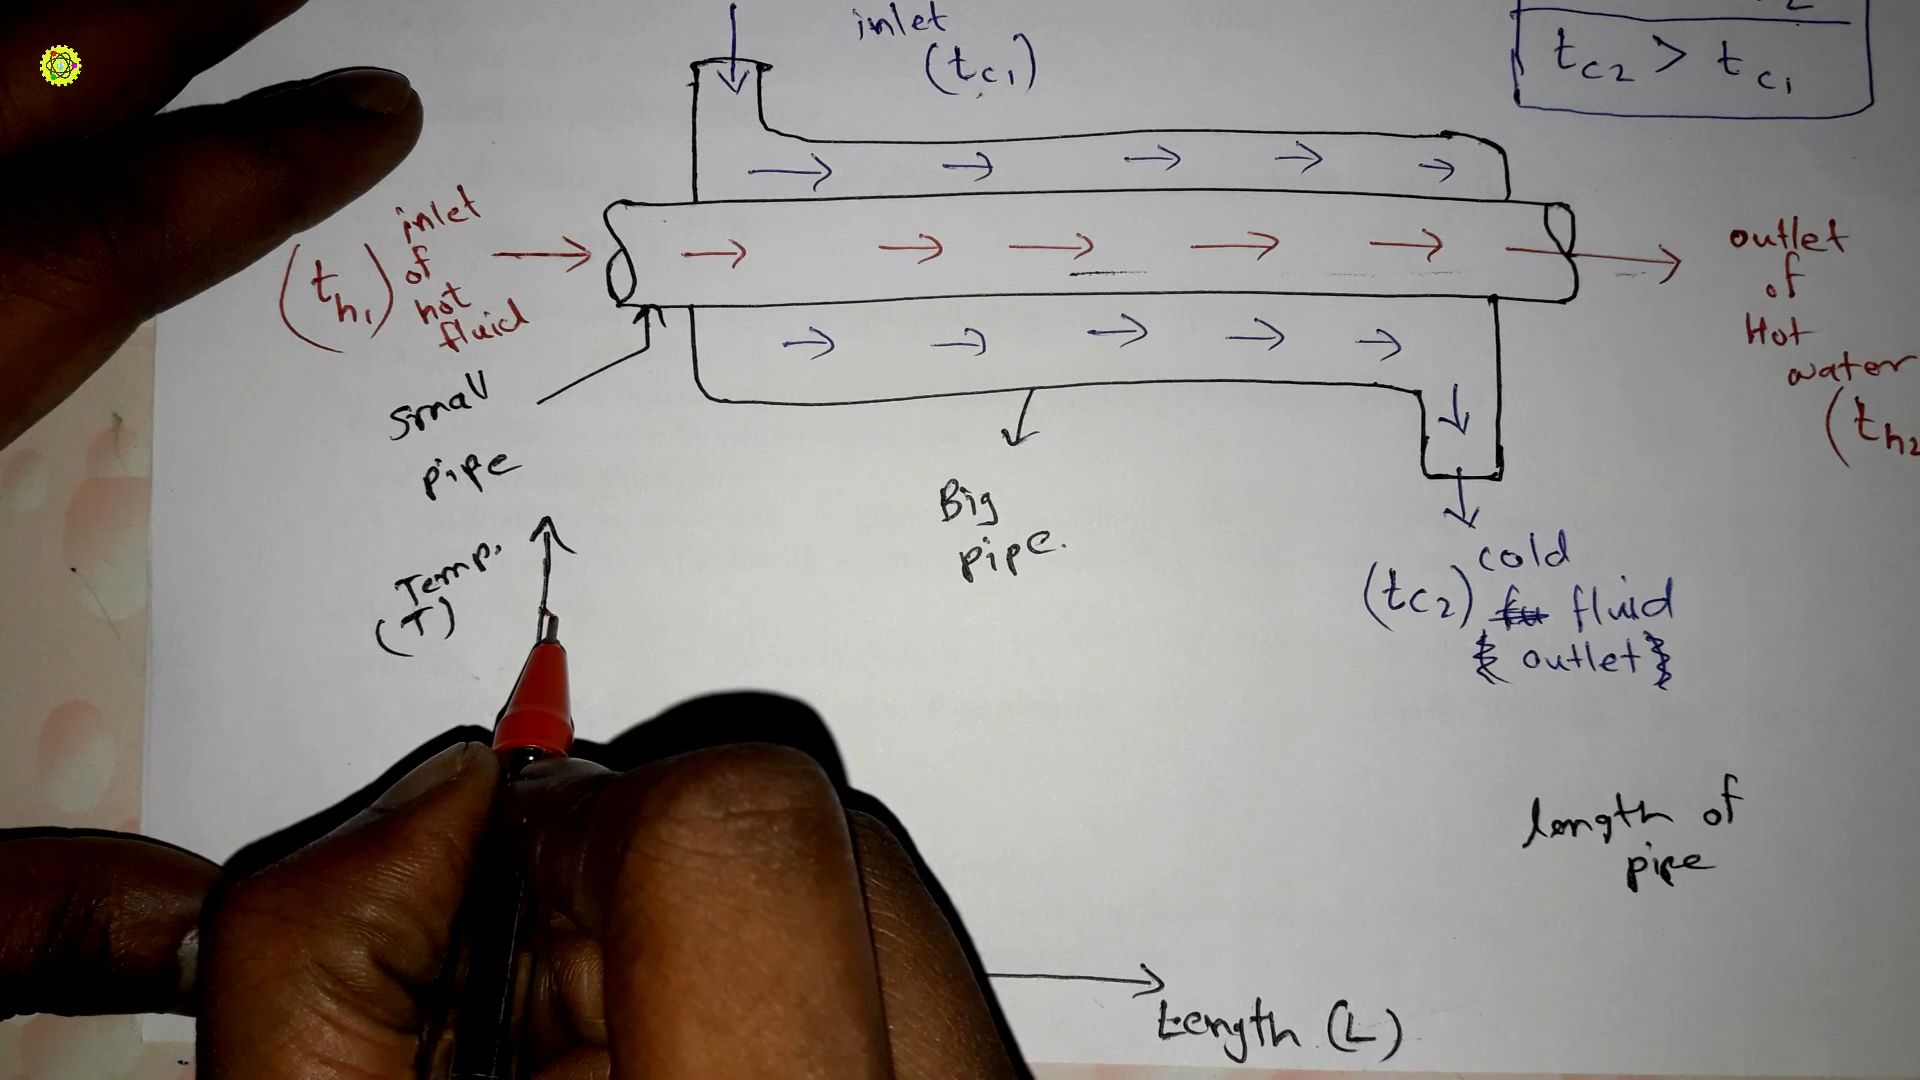 inlet
(tc1)
tc2 > tc1
(th1) inlet
of
hot
fluid
outlet
of
Hot
water
(th2
small
pipe
Big
pipe.
Temp.
(T)
cold
(tc2) fluid
outlet
length of
pipe
Length (L)